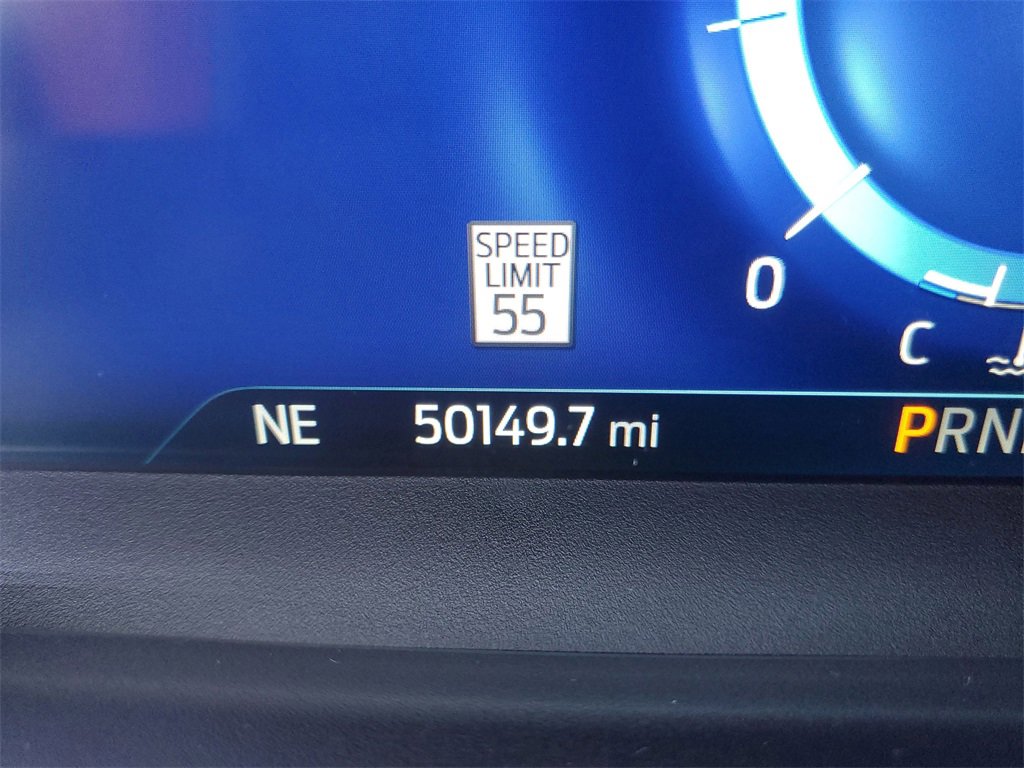 SPEED
LIMIT
55
0
C
NE 50149.7 mi PRN